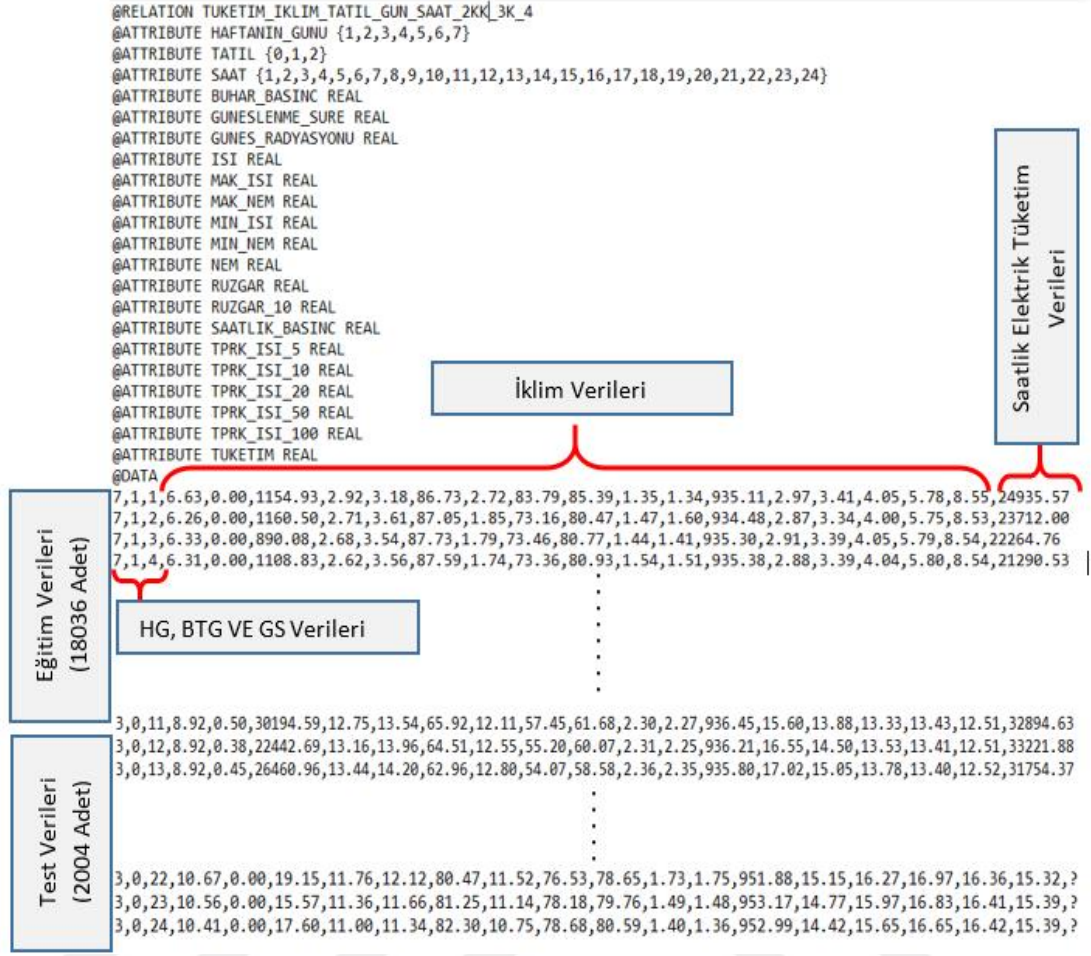 @RELATION TUKETIM_IKLIM_TATIL_GUN_SAAT_2KK_3K_4
@ATTRIBUTE HAFTANIN_GUNU {1,2,3,4,5,6,7}
@ATTRIBUTE TATIL {0,1,2}
@ATTRIBUTE SAAT {1,2,3,4,5,6,7,8,9,10,11,12,13,14,15,16,17,18,19,20,21,22,23,24}
@ATTRIBUTE BUHAR_BASINC REAL
@ATTRIBUTE GUNESLENME_SURE REAL
@ATTRIBUTE GUNES_RADYASYONU REAL
@ATTRIBUTE ISI REAL
@ATTRIBUTE MAK_ISI REAL
@ATTRIBUTE MAK_NEM REAL
@ATTRIBUTE MIN_ISI REAL
@ATTRIBUTE MIN_NEM REAL
@ATTRIBUTE NEM REAL
@ATTRIBUTE RUZGAR REAL
@ATTRIBUTE RUZGAR_10 REAL
@ATTRIBUTE SAATLIK_BASINC REAL
@ATTRIBUTE TPRK_ISI_5 REAL
@ATTRIBUTE TPRK_ISI_10 REAL
@ATTRIBUTE TPRK_ISI_20 REAL
@ATTRIBUTE TPRK_ISI_50 REAL
@ATTRIBUTE TPRK_ISI_100 REAL
@ATTRIBUTE TUKETIM REAL
@DATA
İklim Verileri
Saatlik Elektrik Tüketim
Verileri
7,1,1,6.63,0.00,1154.93,2.92,3.18,86.73,2.72,83.79,85.39,1.35,1.34,935.11,2.97,3.41,4.05,5.78,8.55,24935.57
7,1,2,6.26,0.00,1160.50,2.71,3.61,87.05,1.85,73.16,80.47,1.47,1.60,934.48,2.87,3.34,4.00,5.75,8.53,23712.00
7,1,3,6.33,0.00,890.08,2.68,3.54,87.73,1.79,73.46,80.77,1.44,1.41,935.30,2.91,3.39,4.05,5.79,8.54,22264.76
7,1,4,6.31,0.00,1108.83,2.62,3.56,87.59,1.74,73.36,80.93,1.54,1.51,935.38,2.88,3.39,4.04,5.80,8.54,21290.53
Eğitim Verileri
(18036 Adet)
HG, BTG VE GS Verileri
3,0,11,8.92,0.50,30194.59,12.75,13.54,65.92,12.11,57.45,61.68,2.30,2.27,936.45,15.60,13.88,13.33,13.43,12.51,32894.63
3,0,12,8.92,0.38,22442.69,13.16,13.96,64.51,12.55,55.20,60.07,2.31,2.25,936.21,16.55,14.50,13.53,13.41,12.51,33221.88
3,0,13,8.92,0.45,26460.96,13.44,14.20,62.96,12.80,54.07,58.58,2.36,2.35,935.80,17.02,15.05,13.78,13.40,12.52,31754.37
Test Verileri
(2004 Adet)
3,0,22,10.67,0.00,19.15,11.76,12.12,80.47,11.52,76.53,78.65,1.73,1.75,951.88,15.15,16.27,16.97,16.36,15.32,?
3,0,23,10.56,0.00,15.57,11.36,11.66,81.25,11.14,78.18,79.76,1.49,1.48,953.17,14.77,15.97,16.83,16.41,15.39,?
3,0,24,10.41,0.00,17.60,11.00,11.34,82.30,10.75,78.68,80.59,1.40,1.36,952.99,14.42,15.65,16.65,16.42,15.39,?